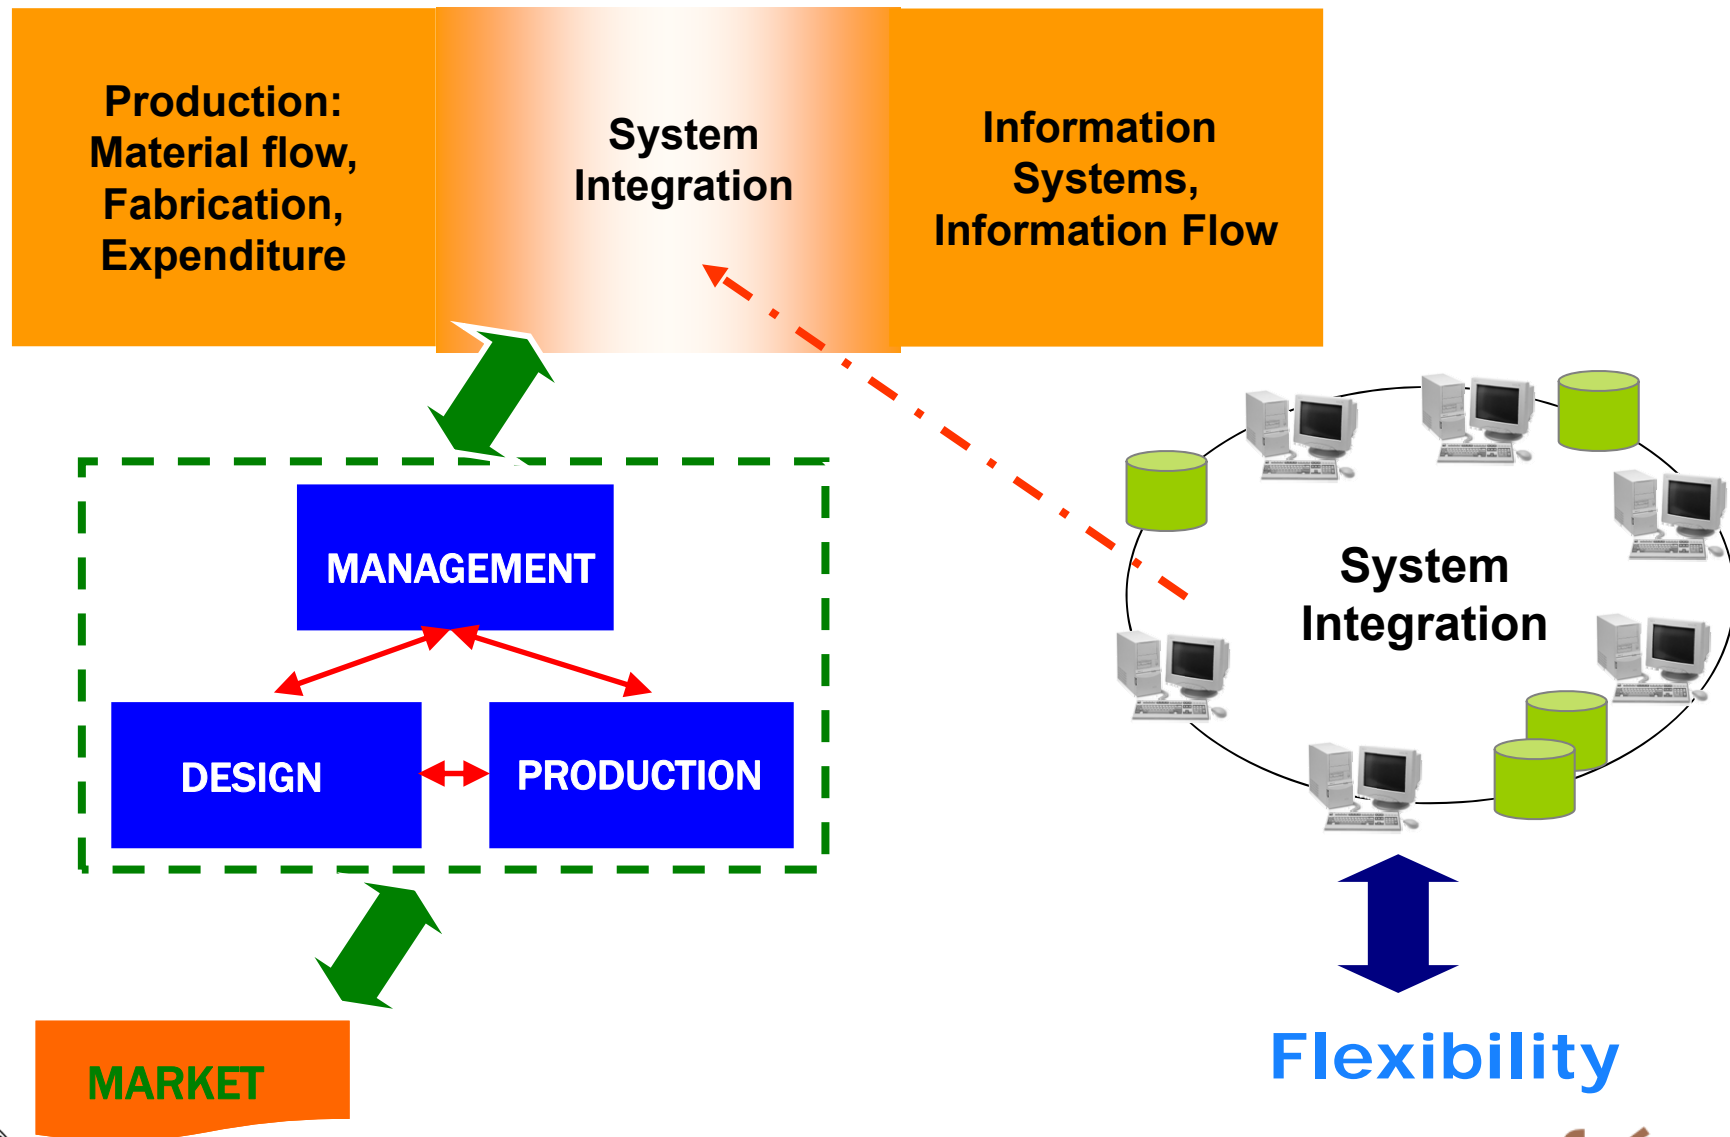 Production:
Material flow,
Fabrication,
Expenditure
System
Integration
Information
Systems,
Information Flow
MANAGEMENT
DESIGN
PRODUCTION
MARKET
System
Integration
Flexibility